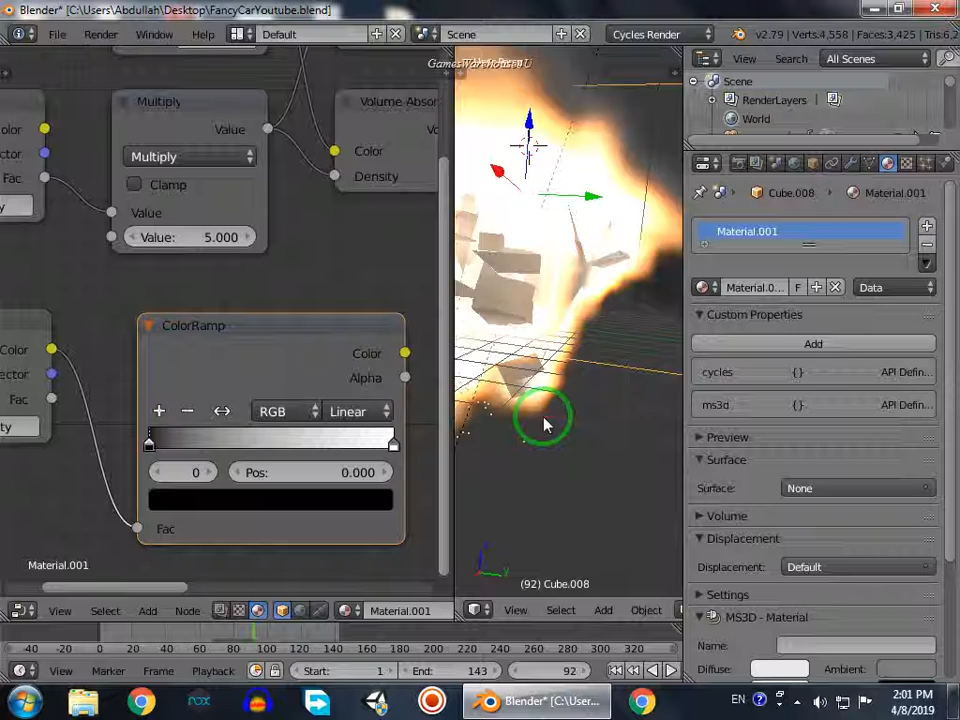 Blender* [C:\Users\Abdullah\Desktop\FancyCarYoutube.blend]
File Render Window Help Default Scene Cycles Render v2.79 | Verts:4,558 | Faces:3,425 | Tris:6,2
GamesWarehouse4U
View Search All Scenes
Scene
RenderLayers
World
Multiply
Value
Multiply
Clamp
Value
Value: 5.000
Volume Absor
Color
Density
Fac
Cube.008 Material.001
Material.001
Material.0... F Data
Custom Properties
Add
cycles {} API Defin...
ms3d {} API Defin...
Preview
Surface
Surface: None
Volume
Displacement
Displacement: Default
Settings
MS3D - Material
Name:
Diffuse: Ambient:
ColorRamp
Color
Alpha
RGB Linear
0 Pos: 0.000
Fac
Color
Fac
Material.001
(92) Cube.008
View Select Add Node Material.001
View Select Add Object
-40 -20 0 20 40 60 80 100 120 140 160 180 200 220 240 260 280 300 320
View Marker Frame Playback Start: 1 End: 143 92
nox
Blender* [C:\Users...
EN
2:01 PM
4/8/2019